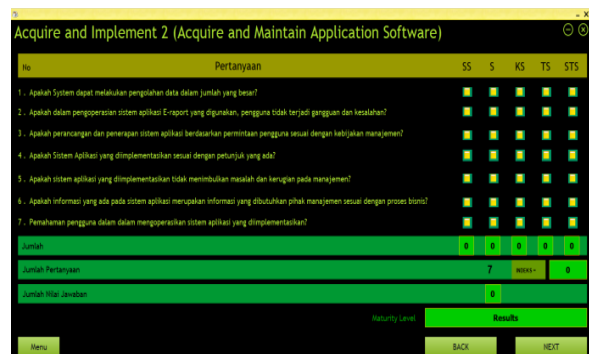 Acquire and Implement 2 (Acquire and Maintain Application Software)
No Pertanyaan SS S KS TS STS
1 . Apakah System dapat melakukan pengolahan data dalam jumlah yang besar?
2 . Apakah dalam pengoperasian sistem aplikasi E-raport yang digunakan, pengguna tidak terjadi gangguan dan kesalahan?
3 . Apakah perancangan dan penerapan sistem aplikasi berdasarkan permintaan pengguna sesuai dengan kebijakan manajemen?
4 . Apakah Sistem Aplikasi yang diimplementasikan sesuai dengan petunjuk yang ada?
5 . Apakah sistem aplikasi yang diimplementasikan tidak menimbulkan masalah dan kerugian pada manajemen?
6 . Apakah informasi yang ada pada sistem aplikasi merupakan informasi yang dibutuhkan pihak manajemen sesuai dengan proses bisnis?
7 . Pemahaman pengguna dalam dalam mengoperasikan sistem aplikasi yang diimplementasikan?
Jumlah 0 0 0 0 0
Jumlah Pertanyaan 7 0
Jumlah Nilai Jawaban 0
Maturity Level Results
Menu BACK NEXT